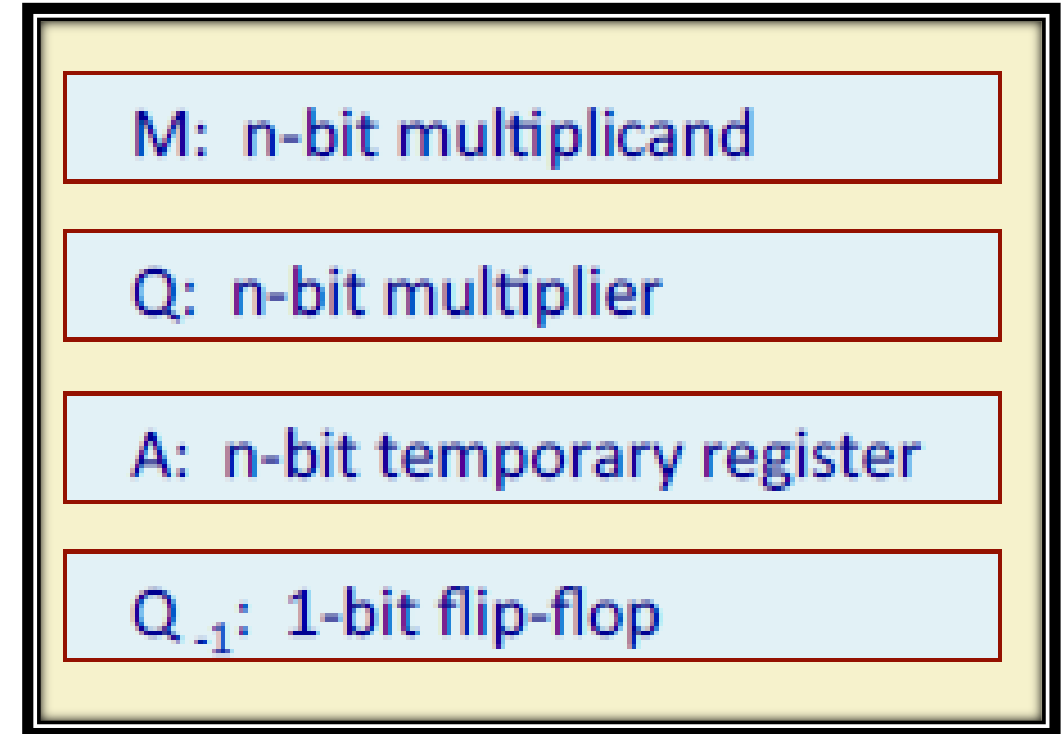 M: n-bit multiplicand
Q: n-bit multiplier
A: n-bit temporary register
Q -1: 1-bit flip-flop